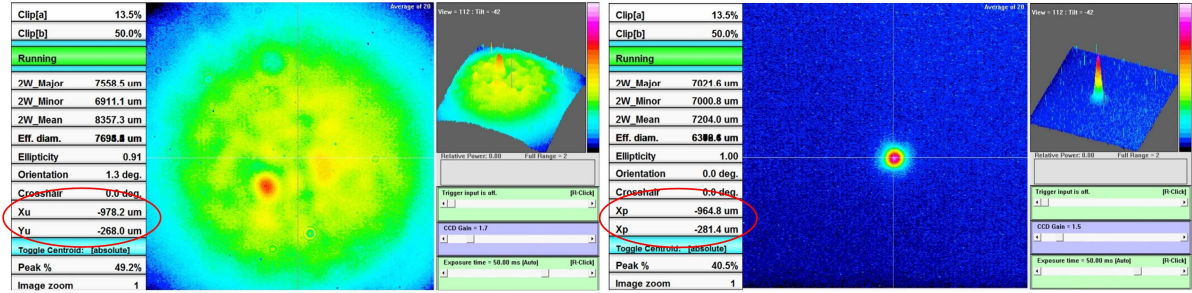 Clip[a] 13.5%
Clip[b] 50.0%
Running
2W_Major 7558.5 um
2W_Minor 6911.1 um
2W_Mean 8357.3 um
Eff. diam. um
Ellipticity 0.91
Orientation 1.3 deg.
Crosshair 0.0 deg.
Xu -978.2 um
Yu -268.0 um
Toggle Centroid: [absolute]
Peak % 49.2%
Image zoom 1
Average of 20
View = 112 : Tilt = -42
Relative Power: 0.00 Full Range = 2
Trigger input is off. [R-Click]
CCD Gain = 1.7
Exposure time = 50.00 ms [Auto] [R-Click]
Clip[a] 13.5%
Clip[b] 50.0%
Running
2W_Major 7021.6 um
2W_Minor 7000.8 um
2W_Mean 7204.0 um
Eff. diam. um
Ellipticity 1.00
Orientation 0.0 deg.
Crosshair 0.0 deg.
Xp -964.8 um
Xp -281.4 um
Toggle Centroid: [absolute]
Peak % 40.5%
Image zoom 1
Average of 20
View = 112 : Tilt = -42
Relative Power: 0.00 Full Range = 2
Trigger input is off. [R-Click]
CCD Gain = 1.5
Exposure time = 50.00 ms [Auto] [R-Click]